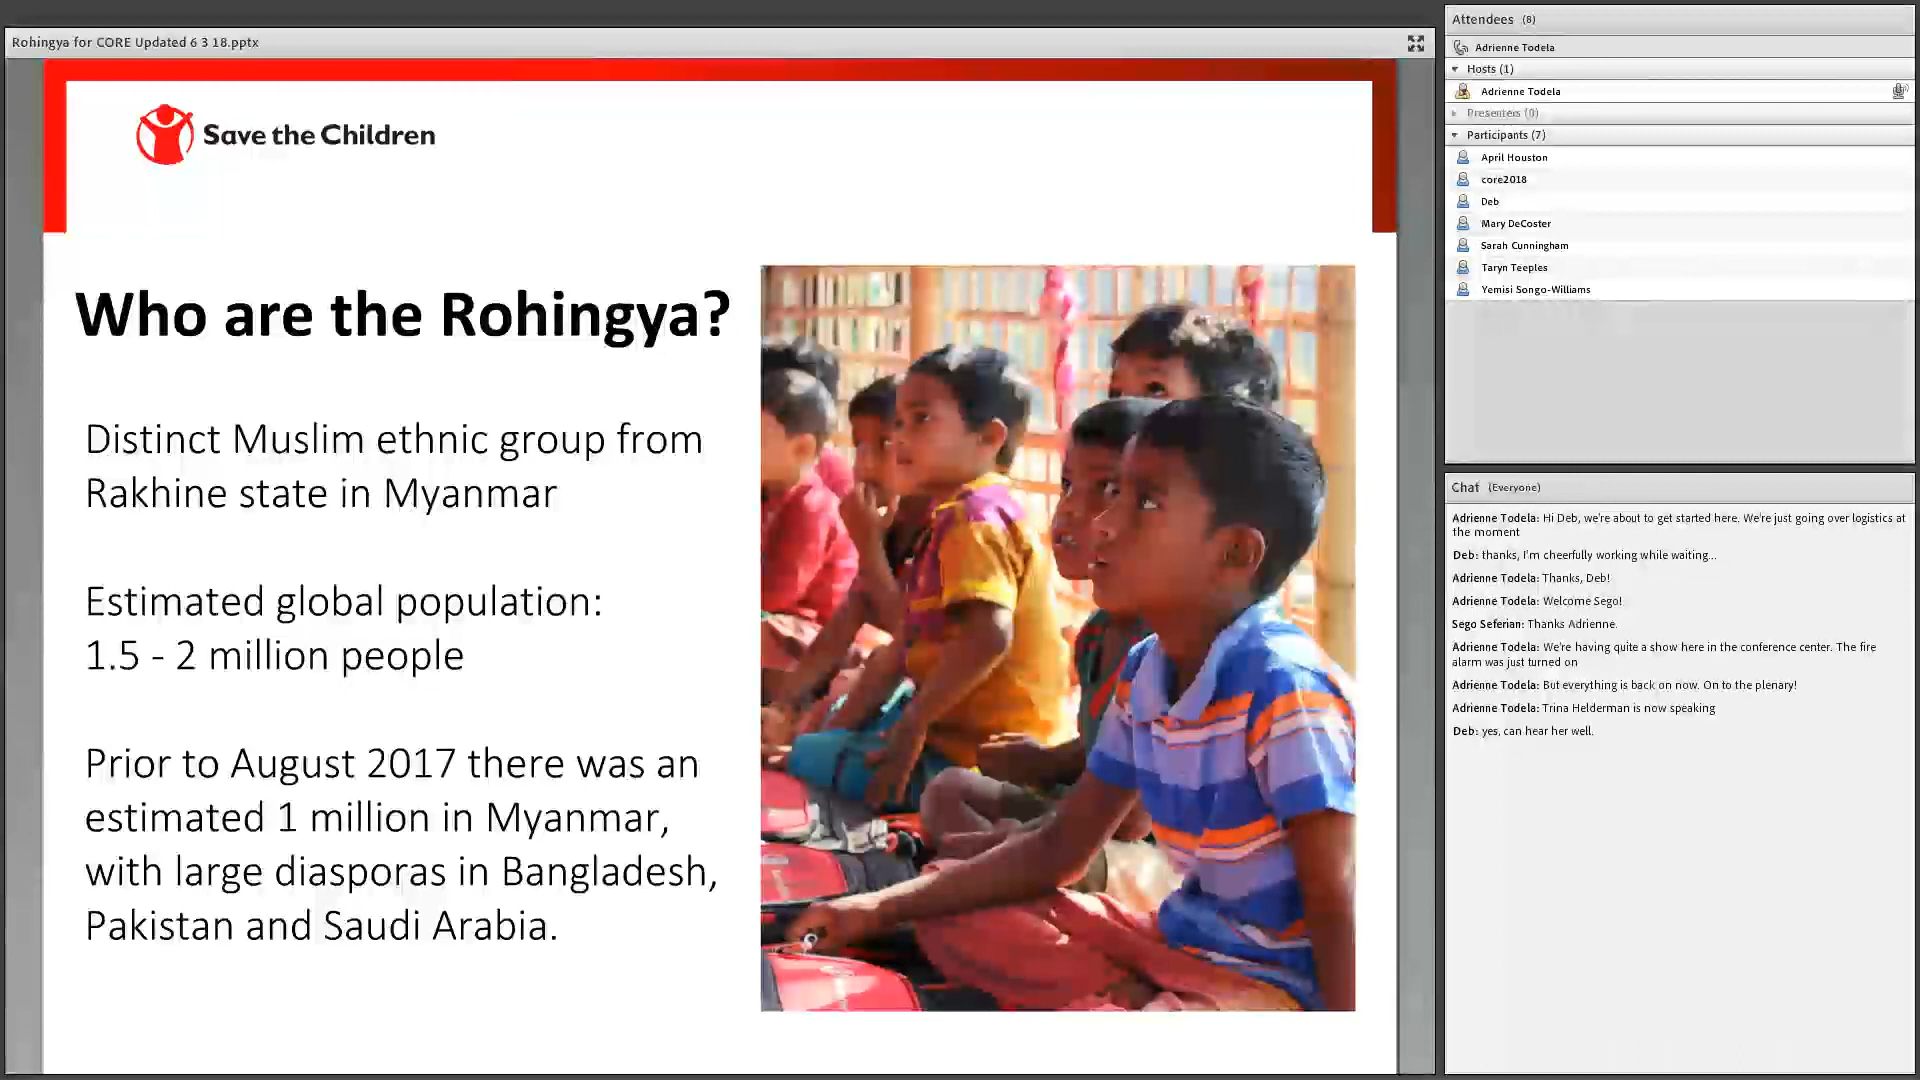 Rohingya for CORE Updated 6 3 18.pptx
Save the Children
Who are the Rohingya?
Distinct Muslim ethnic group from
Rakhine state in Myanmar
Estimated global population:
1.5 - 2 million people
Prior to August 2017 there was an
estimated 1 million in Myanmar,
with large diasporas in Bangladesh,
Pakistan and Saudi Arabia.
Attendees (8)
Adrienne Todela
Hosts (1)
Adrienne Todela
Presenters (0)
Participants (7)
April Houston
core2018
Deb
Mary DeCoster
Sarah Cunningham
Taryn Teeples
Yemisi Songo-Williams
Chat (Everyone)
Adrienne Todela: Hi Deb, we're about to get started here. We're just going over logistics at
the moment
Deb: thanks, I'm cheerfully working while waiting...
Adrienne Todela: Thanks, Deb!
Adrienne Todela: Welcome Sego!
Sego Seferian: Thanks Adrienne.
Adrienne Todela: We're having quite a show here in the conference center. The fire
alarm was just turned on
Adrienne Todela: But everything is back on now. On to the plenary!
Adrienne Todela: Trina Helderman is now speaking
Deb: yes, can hear her well.